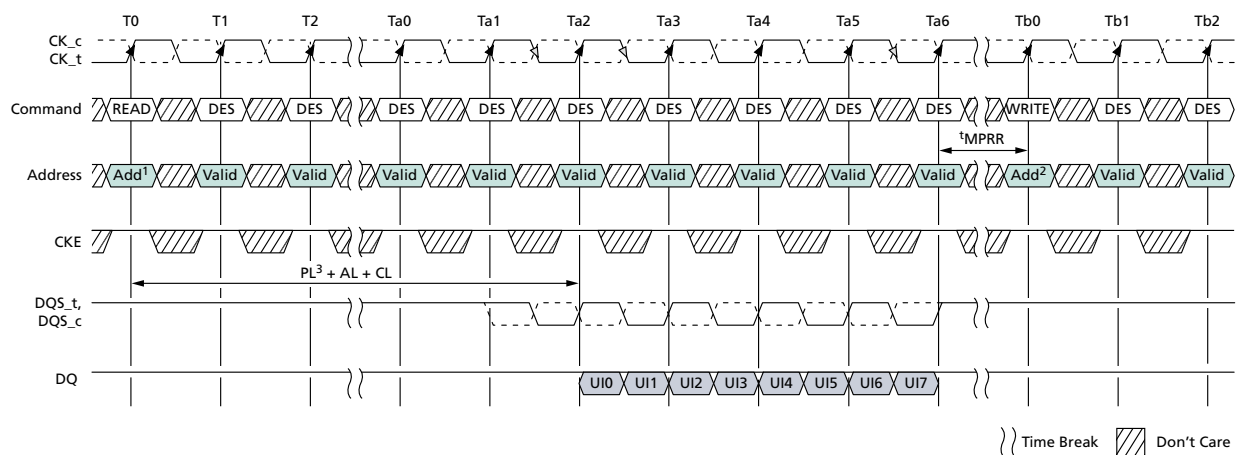 T0 T1 T2 Ta0 Ta1 Ta2 Ta3 Ta4 Ta5 Ta6 Tb0 Tb1 Tb2
CK_c
CK_t
Command READ DES DES DES DES DES DES DES DES DES WRITE DES DES
tMPRR
Address Add1 Valid Valid Valid Valid Valid Valid Valid Valid Valid Add2 Valid Valid
CKE
PL3 + AL + CL
DQS_t,
DQS_c
DQ UI0 UI1 UI2 UI3 UI4 UI5 UI6 UI7
Time Break Don't Care